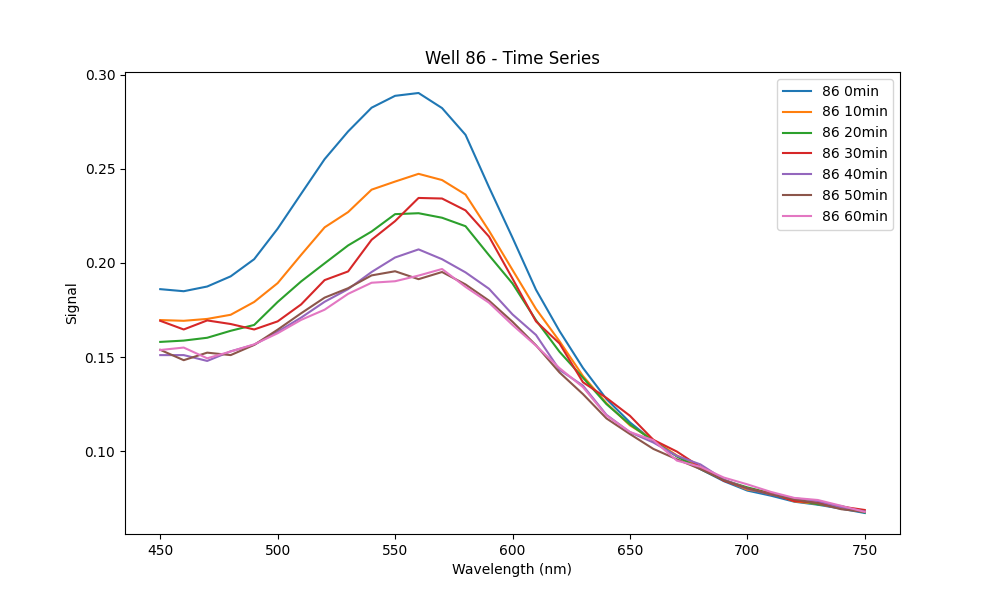 Well 86 - Time Series
Signal
0.30
0.25
0.20
0.15
0.10
450 500 550 600 650 700 750
Wavelength (nm)
86 0min
86 10min
86 20min
86 30min
86 40min
86 50min
86 60min